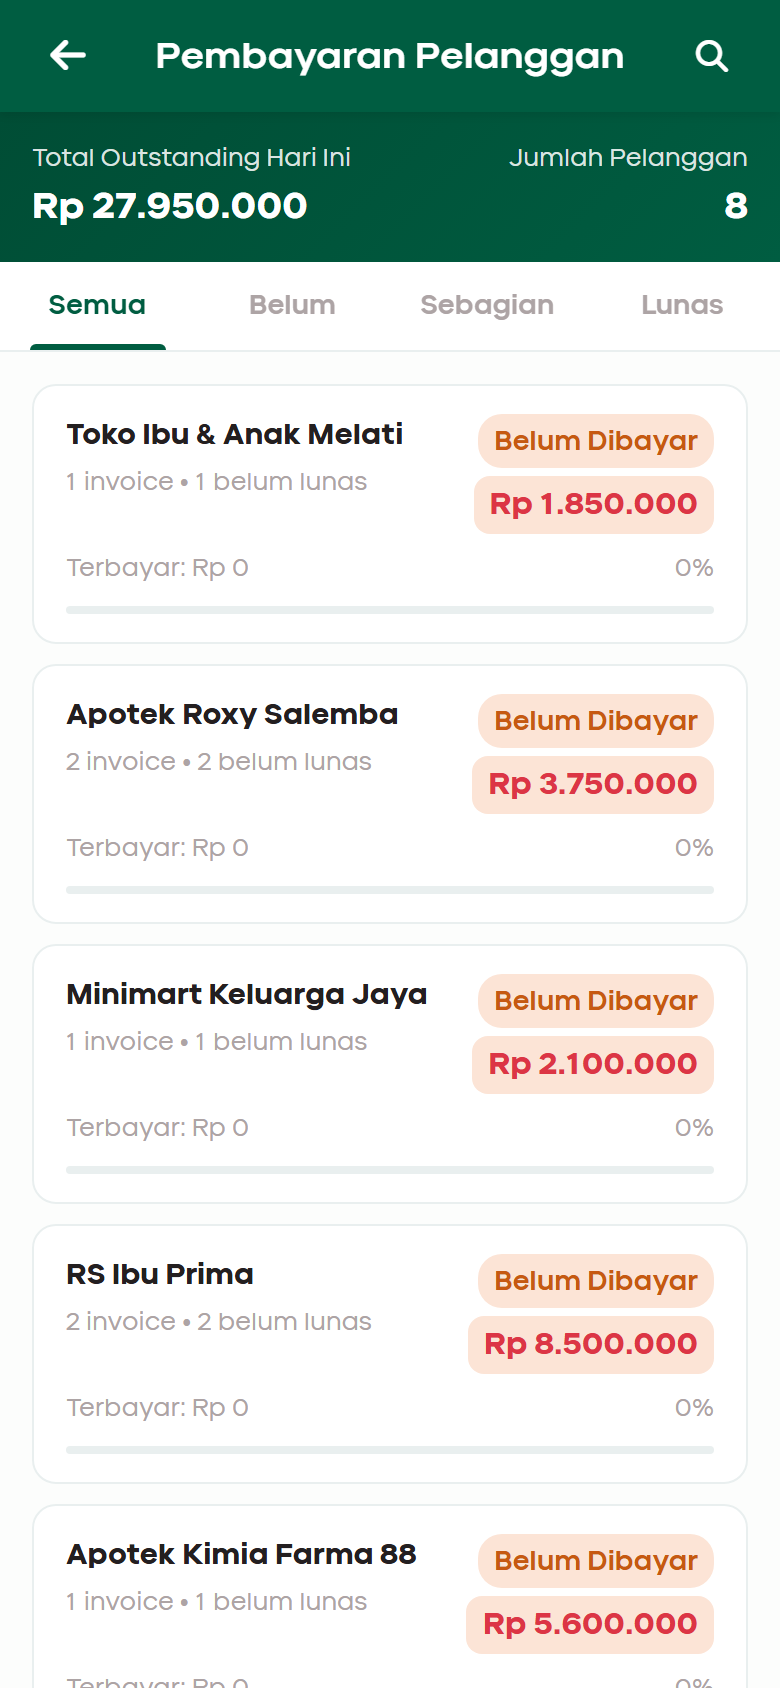 Pembayaran Pelanggan
Total Outstanding Hari Ini
Jumlah Pelanggan
Rp 27.950.000
8
Semua
Belum
Sebagian
Lunas
Toko Ibu & Anak Melati
Belum Dibayar
1 invoice • 1 belum lunas
Rp 1.850.000
Terbayar: Rp 0
0%
Apotek Roxy Salemba
Belum Dibayar
2 invoice • 2 belum lunas
Rp 3.750.000
Terbayar: Rp 0
0%
Minimart Keluarga Jaya
Belum Dibayar
1 invoice • 1 belum lunas
Rp 2.100.000
Terbayar: Rp 0
0%
RS Ibu Prima
Belum Dibayar
2 invoice • 2 belum lunas
Rp 8.500.000
Terbayar: Rp 0
0%
Apotek Kimia Farma 88
Belum Dibayar
1 invoice • 1 belum lunas
Rp 5.600.000
Terbayar: Rp 0
0%